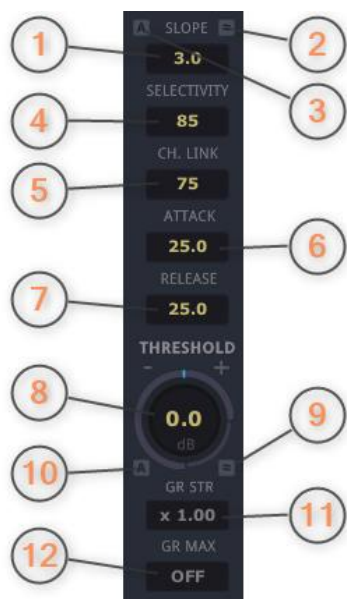 A SLOPE =
1
3.0
2
SELECTIVITY
3
4
85
CH. LINK
5
75
ATTACK
25.0
6
RELEASE
7
25.0
THRESHOLD
- +
8
0.0
dB
9
10
A =
GR STR
x 1.00
11
GR MAX
12
OFF